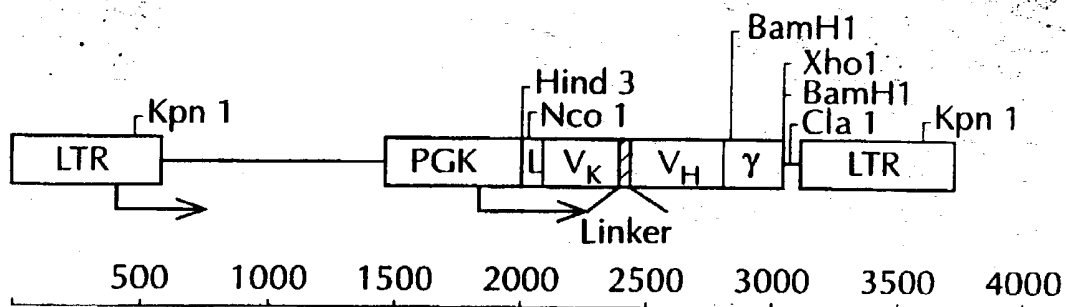 BamH1
Xho1
Hind 3
BamH1
Kpn 1
Nco 1
Cla 1
Kpn 1
LTR
PGK
L
VK
VH
γ
LTR
Linker
500 1000 1500 2000 2500 3000 3500 4000